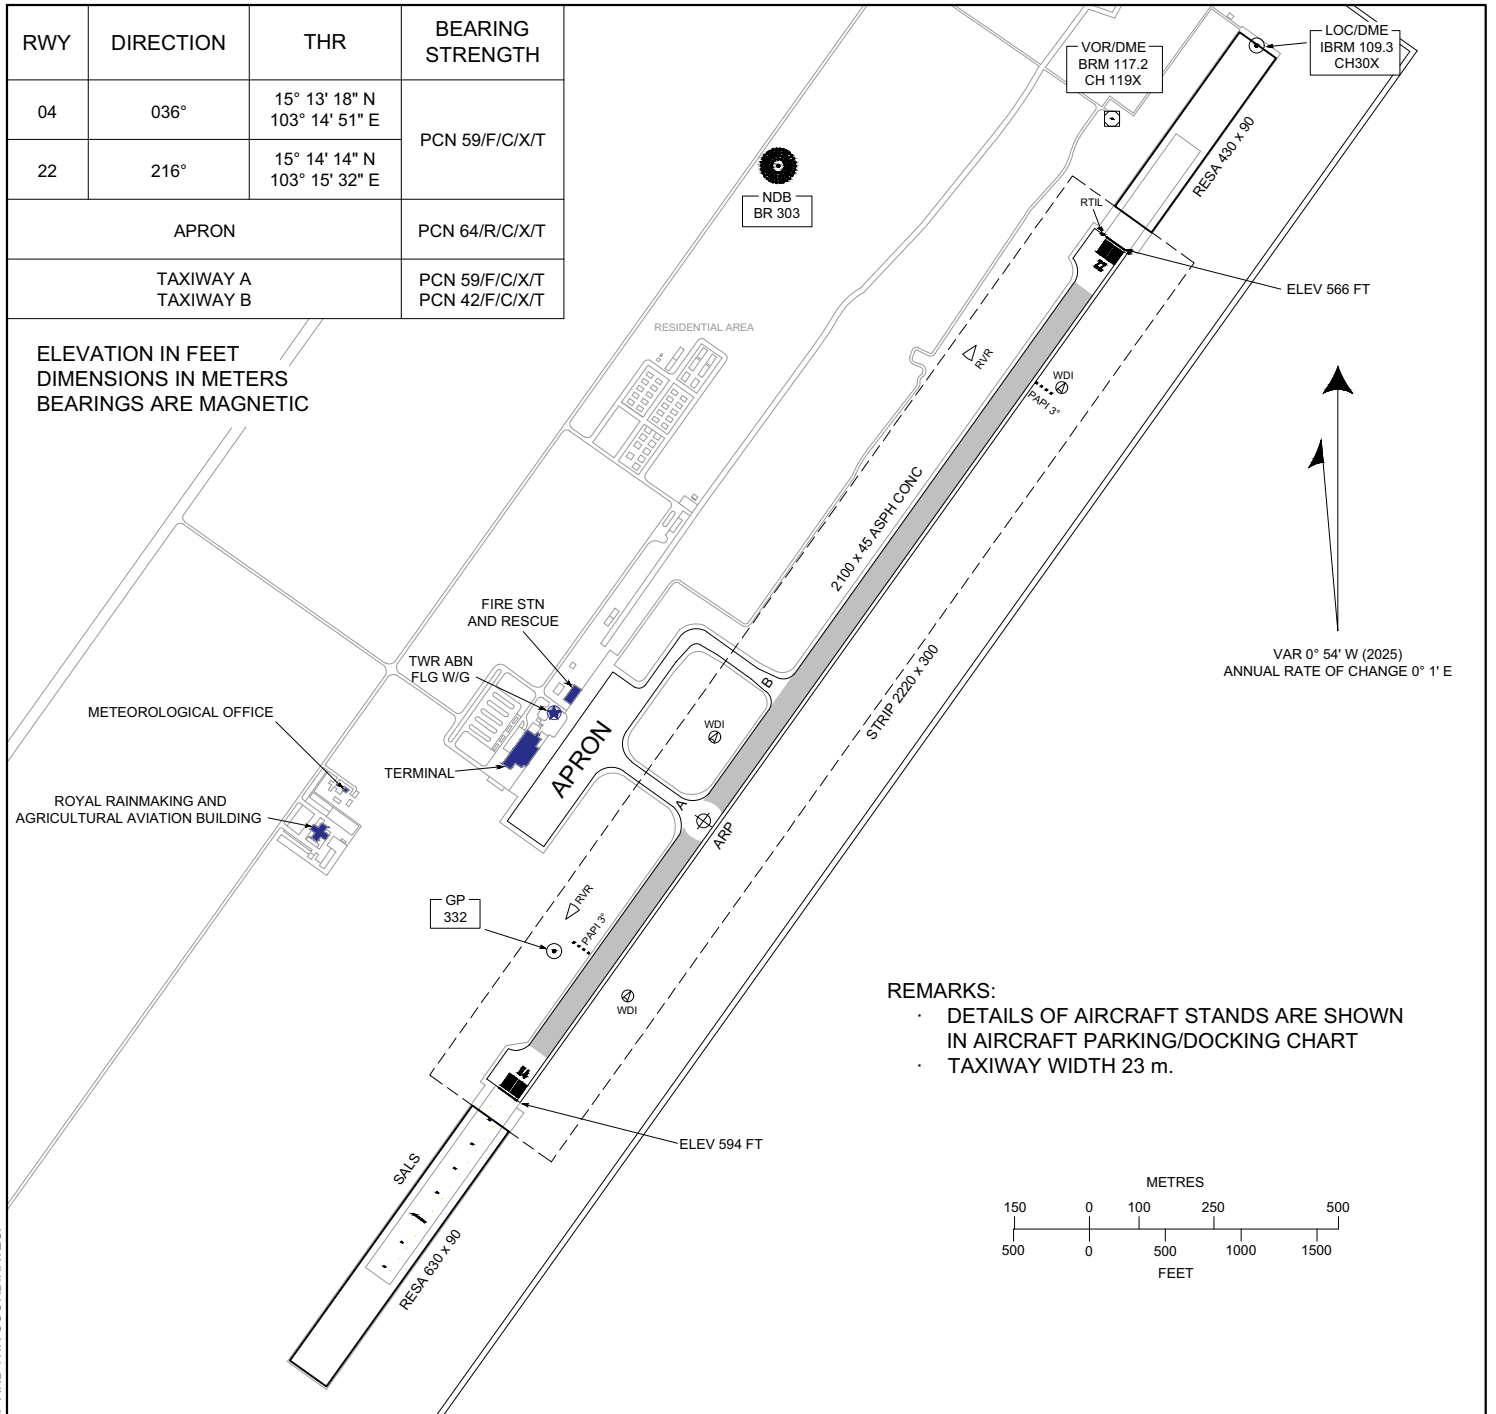 RWY DIRECTION THR BEARING STRENGTH
04 036° 15° 13' 18" N 103° 14' 51" E PCN 59/F/C/X/T
22 216° 15° 14' 14" N 103° 15' 32" E
APRON PCN 64/R/C/X/T
TAXIWAY A PCN 59/F/C/X/T
TAXIWAY B PCN 42/F/C/X/T
ELEVATION IN FEET
DIMENSIONS IN METERS
BEARINGS ARE MAGNETIC
VOR/DME
BRM 117.2
CH 119X
LOC/DME
IBRM 109.3
CH30X
NDB
BR 303
RESA 430 x 90
RTIL
22
ELEV 566 FT
RESIDENTIAL AREA
RVR
WDI
PAPI 3°
2100 x 45 ASPH CONC
STRIP 2220 x 300
VAR 0° 54' W (2025)
ANNUAL RATE OF CHANGE 0° 1' E
FIRE STN
AND RESCUE
TWR ABN
FLG W/G
METEOROLOGICAL OFFICE
TERMINAL
ROYAL RAINMAKING AND
AGRICULTURAL AVIATION BUILDING
APRON
B
WDI
A
ARP
GP
332
RVR
PAPI 3°
WDI
04
ELEV 594 FT
SALS
RESA 630 x 90
REMARKS:
· DETAILS OF AIRCRAFT STANDS ARE SHOWN
IN AIRCRAFT PARKING/DOCKING CHART
· TAXIWAY WIDTH 23 m.
METRES
150 0 100 250 500
500 0 500 1000 1500
FEET